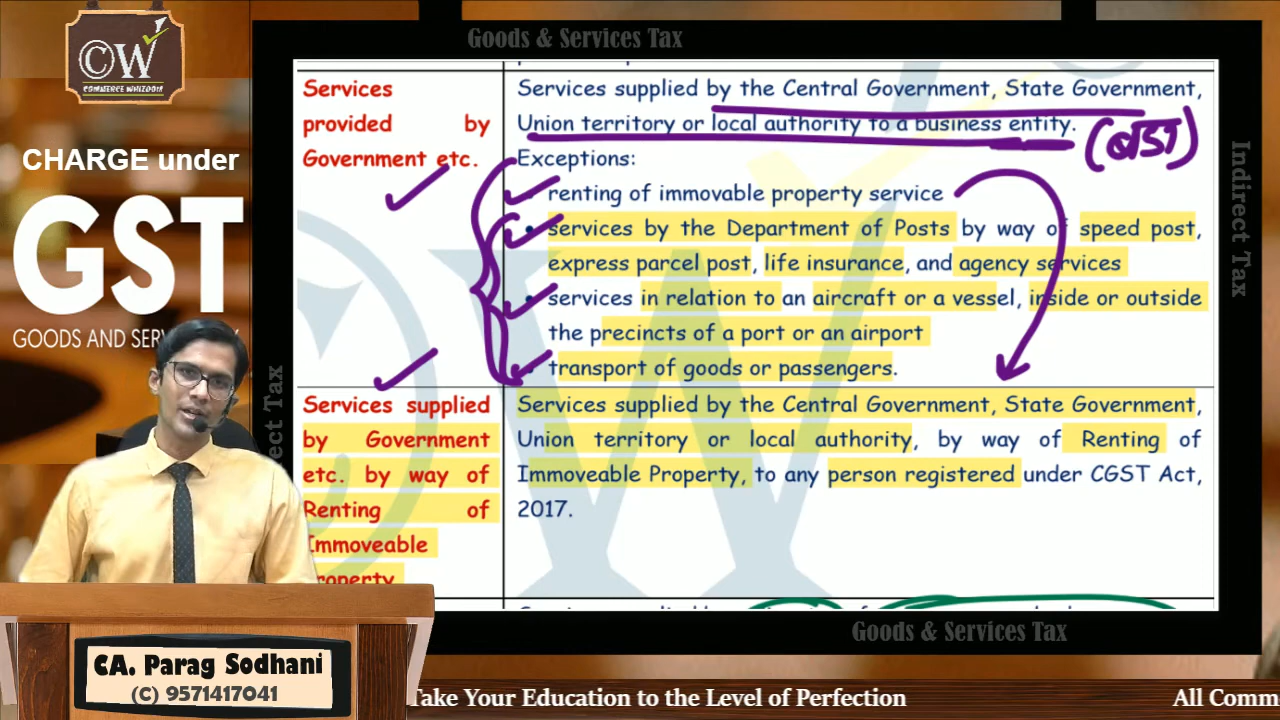 Goods & Services Tax
©W
COMMERCE WHIZDOM
CHARGE under
GST
GOODS AND SERV
Services
provided by
Government etc.
Services supplied by the Central Government, State Government,
Union territory or local authority to a business entity.
Exceptions:
renting of immovable property service
• services by the Department of Posts by way of speed post,
express parcel post, life insurance, and agency services
• services in relation to an aircraft or a vessel, inside or outside
the precincts of a port or an airport
transport of goods or passengers.
Services supplied
by Government
etc. by way of
Renting of
Immoveable
Property
Services supplied by the Central Government, State Government,
Union territory or local authority, by way of Renting of
Immoveable Property, to any person registered under CGST Act,
2017.
Indirect Tax
ect Tax
Goods & Services Tax
CA. Parag Sodhani
(C) 9571417041
Take Your Education to the Level of Perfection
All Comm